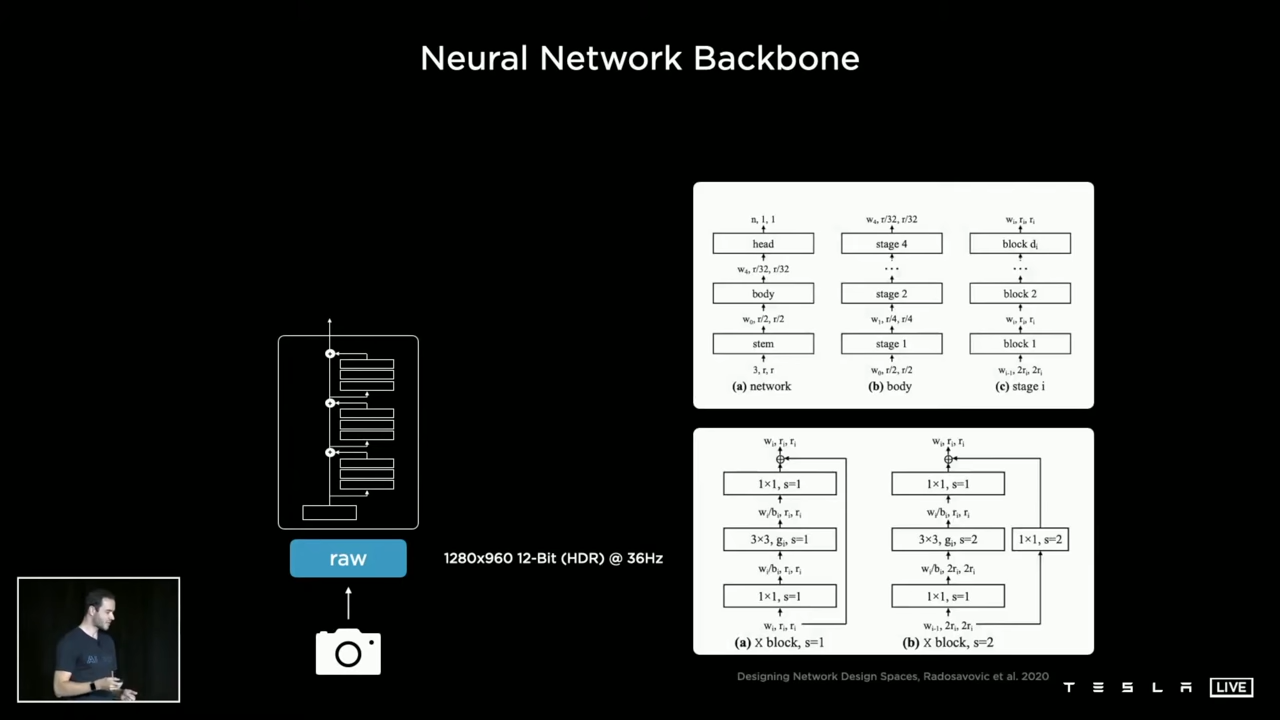 Neural Network Backbone
n, 1, 1
head
w₄, r/32, r/32
body
w₀, r/2, r/2
stem
3, r, r
(a) network
w₄, r/32, r/32
stage 4
...
stage 2
w₁, r/4, r/4
stage 1
w₀, r/2, r/2
(b) body
wᵢ, rᵢ, rᵢ
block dᵢ
...
block 2
wᵢ, rᵢ, rᵢ
block 1
wᵢ₋₁, 2rᵢ, 2rᵢ
(c) stage i
wᵢ, rᵢ, rᵢ
1×1, s=1
wᵢ/bᵢ, rᵢ, rᵢ
3×3, gᵢ, s=1
wᵢ/bᵢ, rᵢ, rᵢ
1×1, s=1
wᵢ, rᵢ, rᵢ
(a) X block, s=1
wᵢ, rᵢ, rᵢ
1×1, s=1
wᵢ/bᵢ, rᵢ, rᵢ
3×3, gᵢ, s=2
1×1, s=2
wᵢ/bᵢ, 2rᵢ, 2rᵢ
1×1, s=1
wᵢ₋₁, 2rᵢ, 2rᵢ
(b) X block, s=2
raw
1280x960 12-Bit (HDR) @ 36Hz
Designing Network Design Spaces, Radosavovic et al. 2020
TESLA LIVE